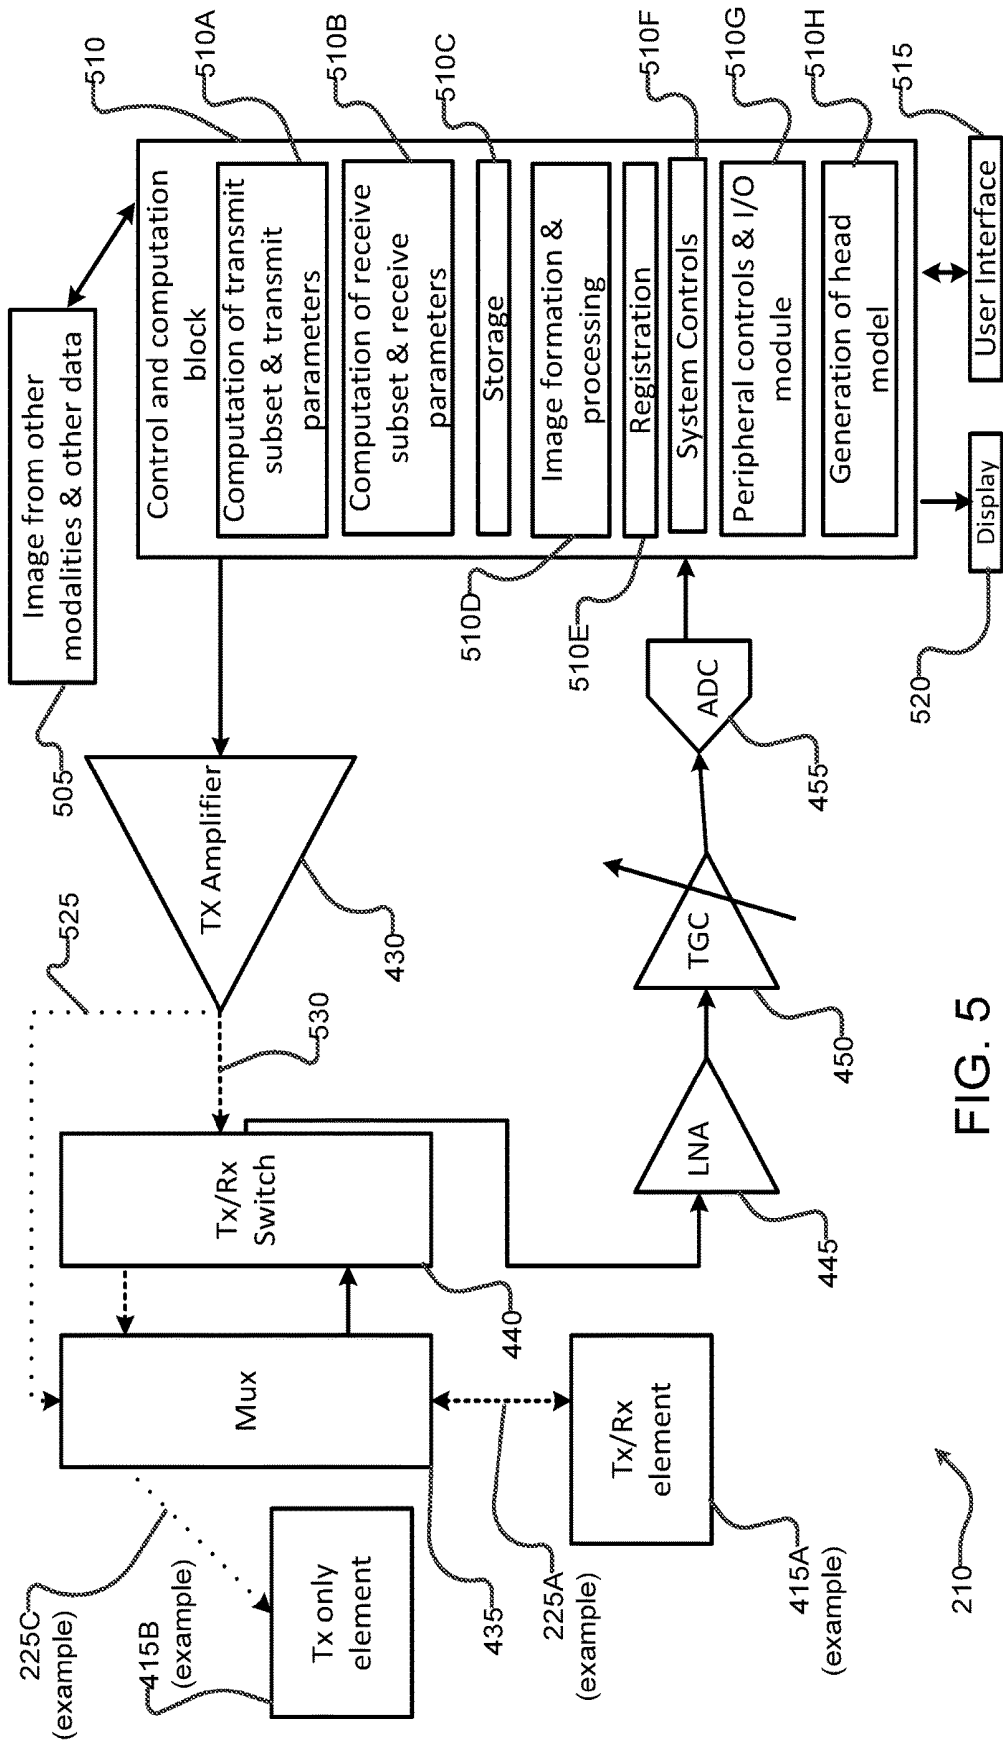 Image from other
modalities & other data
505
510
Control and computation
block
510A
Computation of transmit
subset & transmit
parameters
510B
Computation of receive
subset & receive
parameters
510C
Storage
510D
Image formation &
processing
510E
Registration
510F
System Controls
510G
Peripheral controls & I/O
module
510H
Generation of head
model
515
User Interface
520
Display
TX Amplifier
430
525
530
Tx/Rx
Switch
440
Mux
435
225C
(example)
415B
(example)
Tx only
element
225A
(example)
Tx/Rx
element
415A
(example)
LNA
445
TGC
450
ADC
455
210
FIG. 5